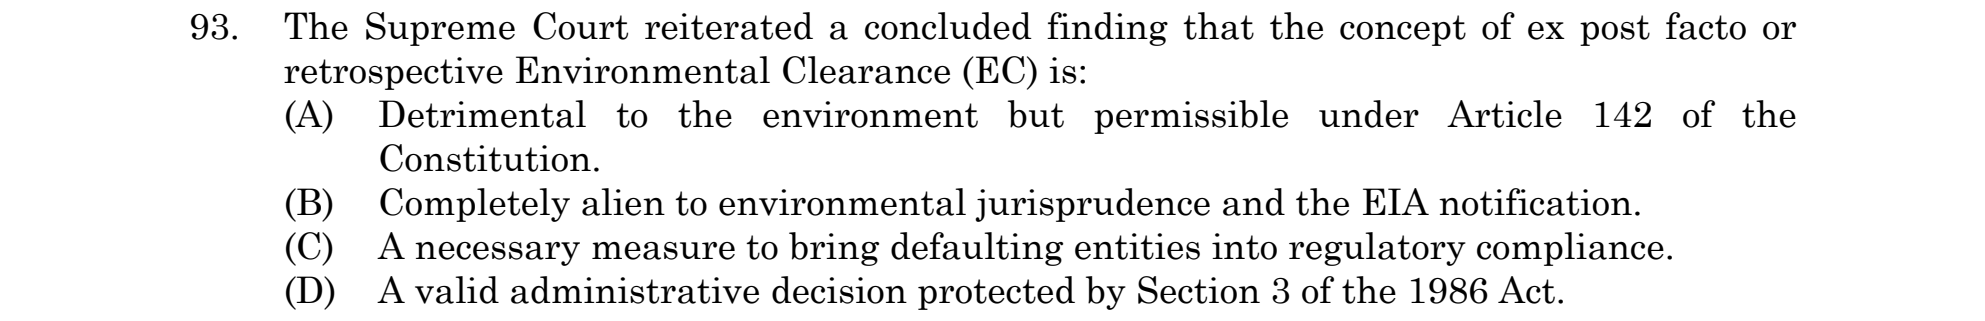 93. The Supreme Court reiterated a concluded finding that the concept of ex post facto or
retrospective Environmental Clearance (EC) is:
(A) Detrimental to the environment but permissible under Article 142 of the
Constitution.
(B) Completely alien to environmental jurisprudence and the EIA notification.
(C) A necessary measure to bring defaulting entities into regulatory compliance.
(D) A valid administrative decision protected by Section 3 of the 1986 Act.